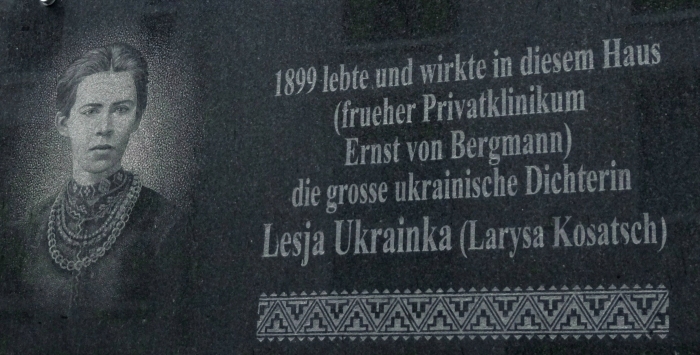 1899 lebte und wirkte in diesem Haus
(frueher Privatklinikum
Ernst von Bergmann)
die grosse ukrainische Dichterin
Lesja Ukrainka (Larysa Kosatsch)